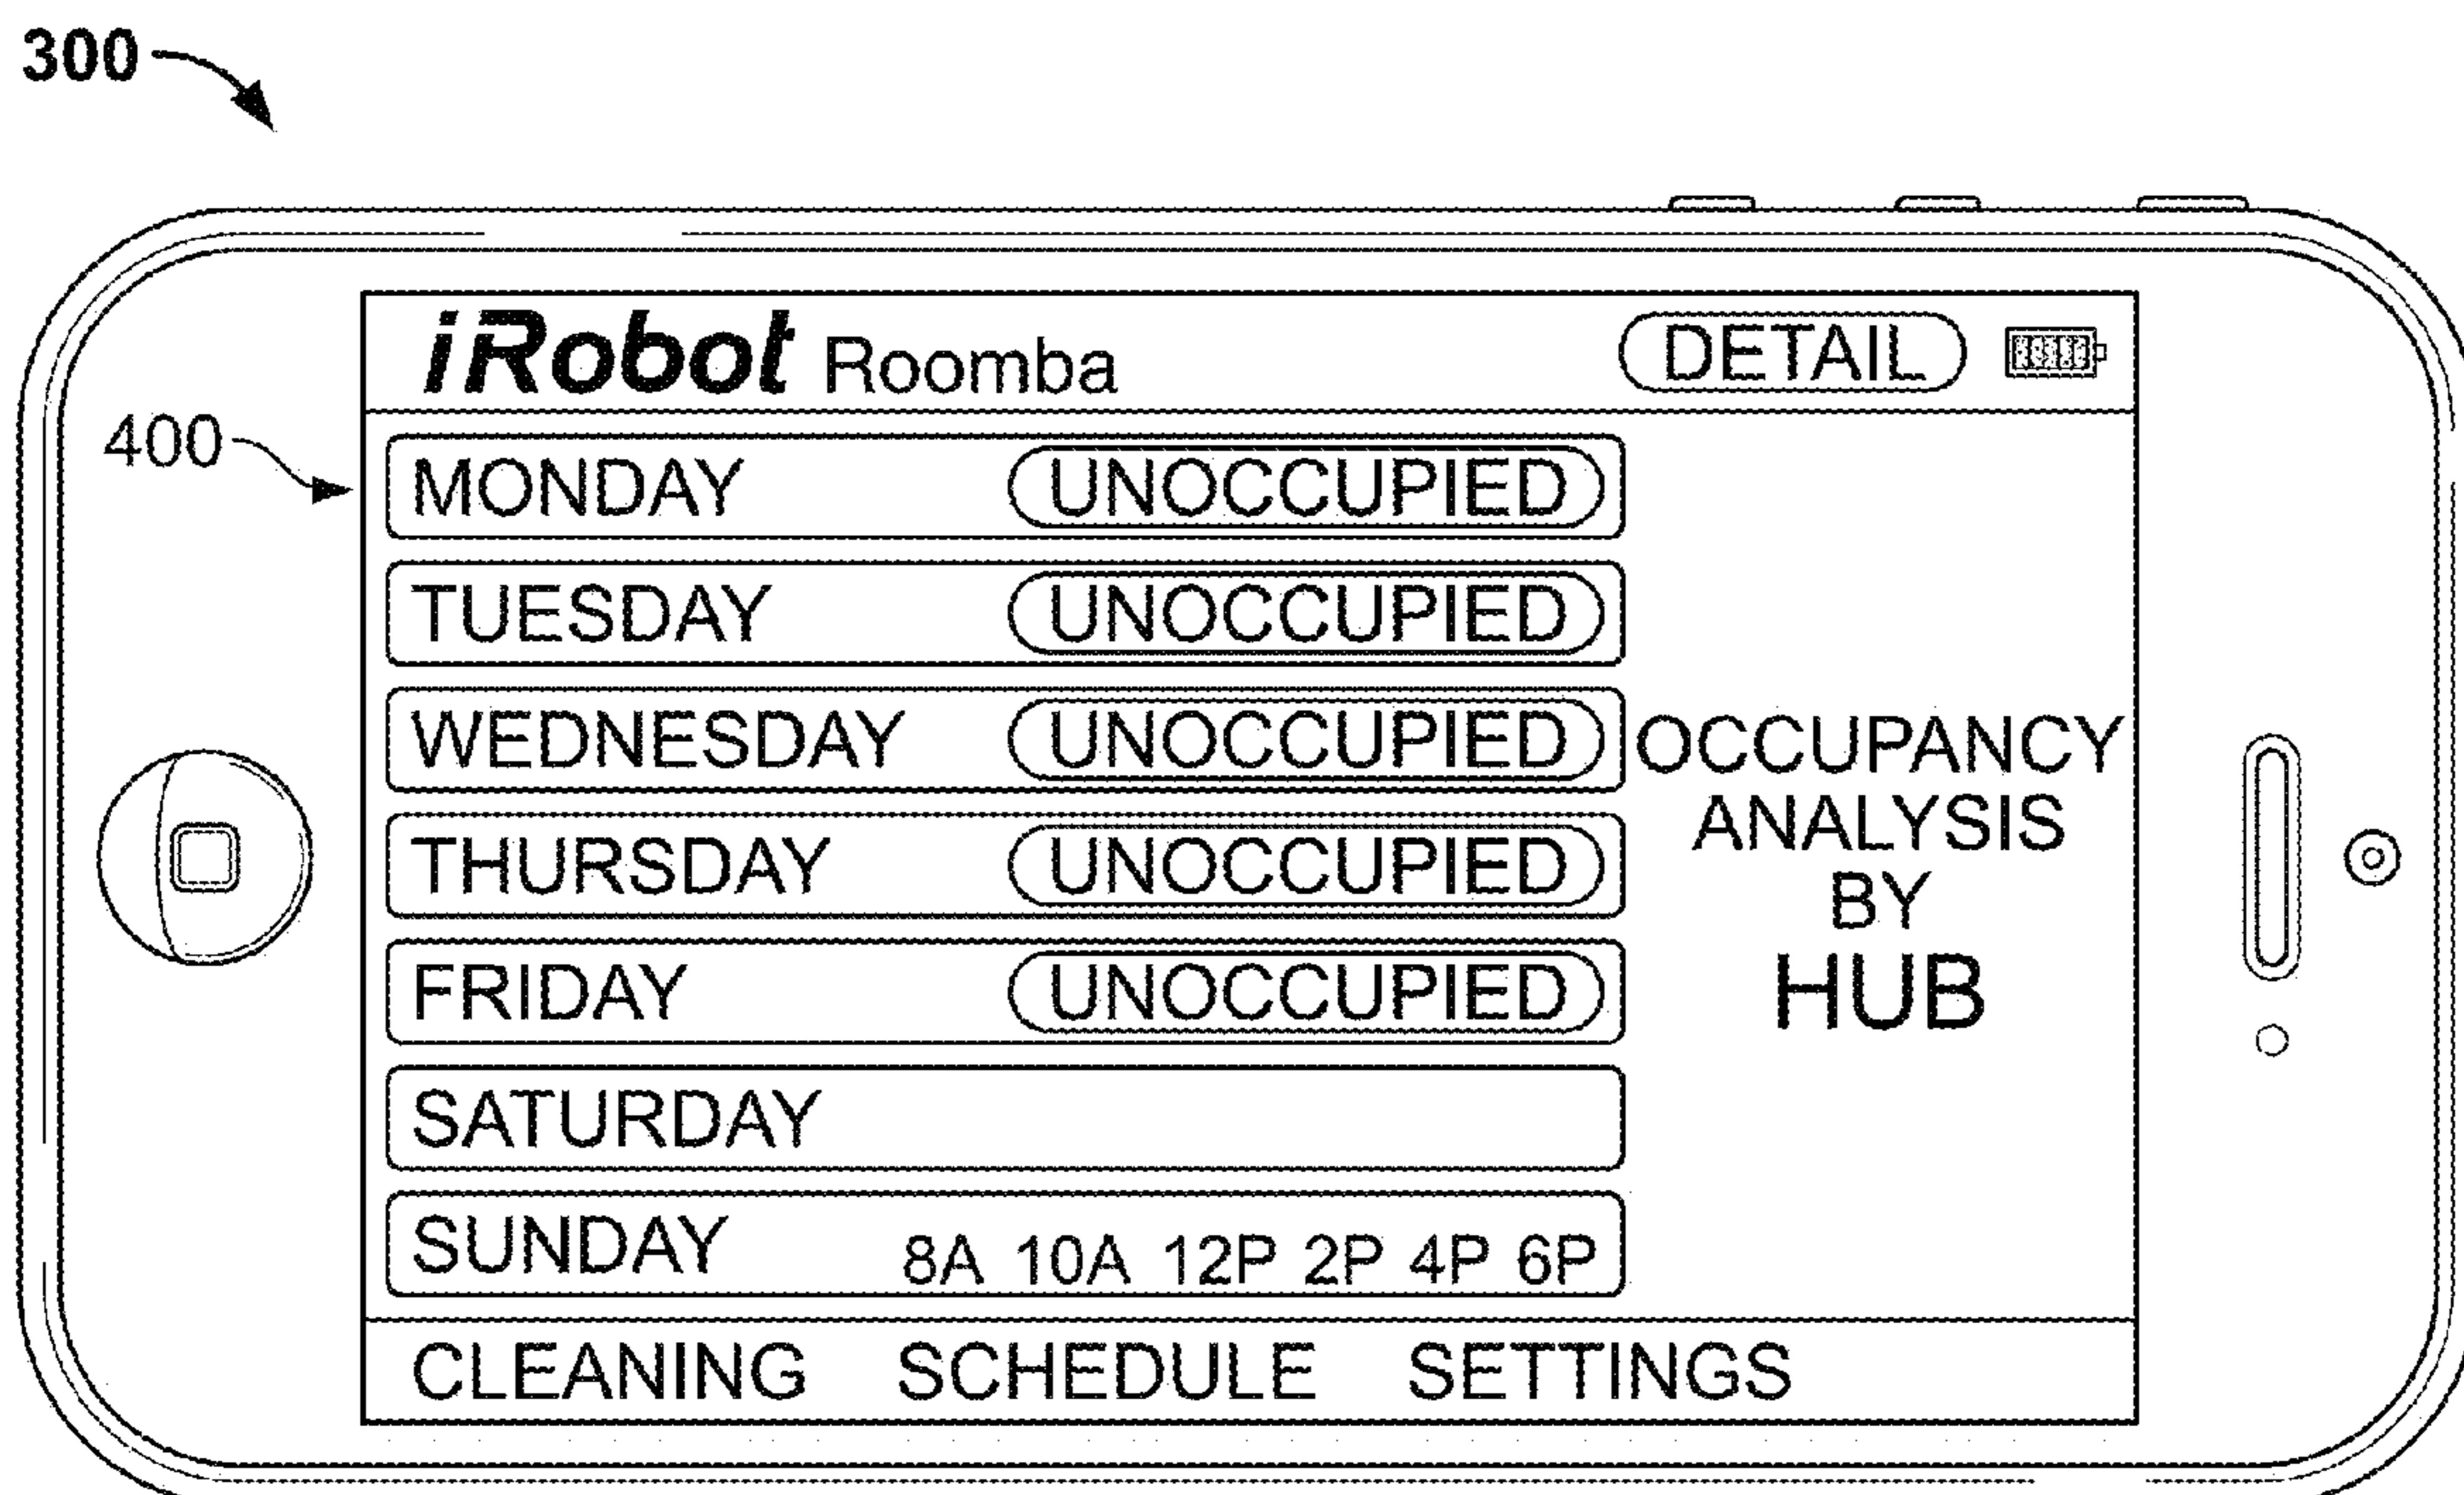 300
iRobot Roomba DETAIL
400
MONDAY UNOCCUPIED
TUESDAY UNOCCUPIED
WEDNESDAY UNOCCUPIED
THURSDAY UNOCCUPIED
FRIDAY UNOCCUPIED
SATURDAY
SUNDAY 8A 10A 12P 2P 4P 6P
OCCUPANCY
ANALYSIS
BY
HUB
CLEANING SCHEDULE SETTINGS